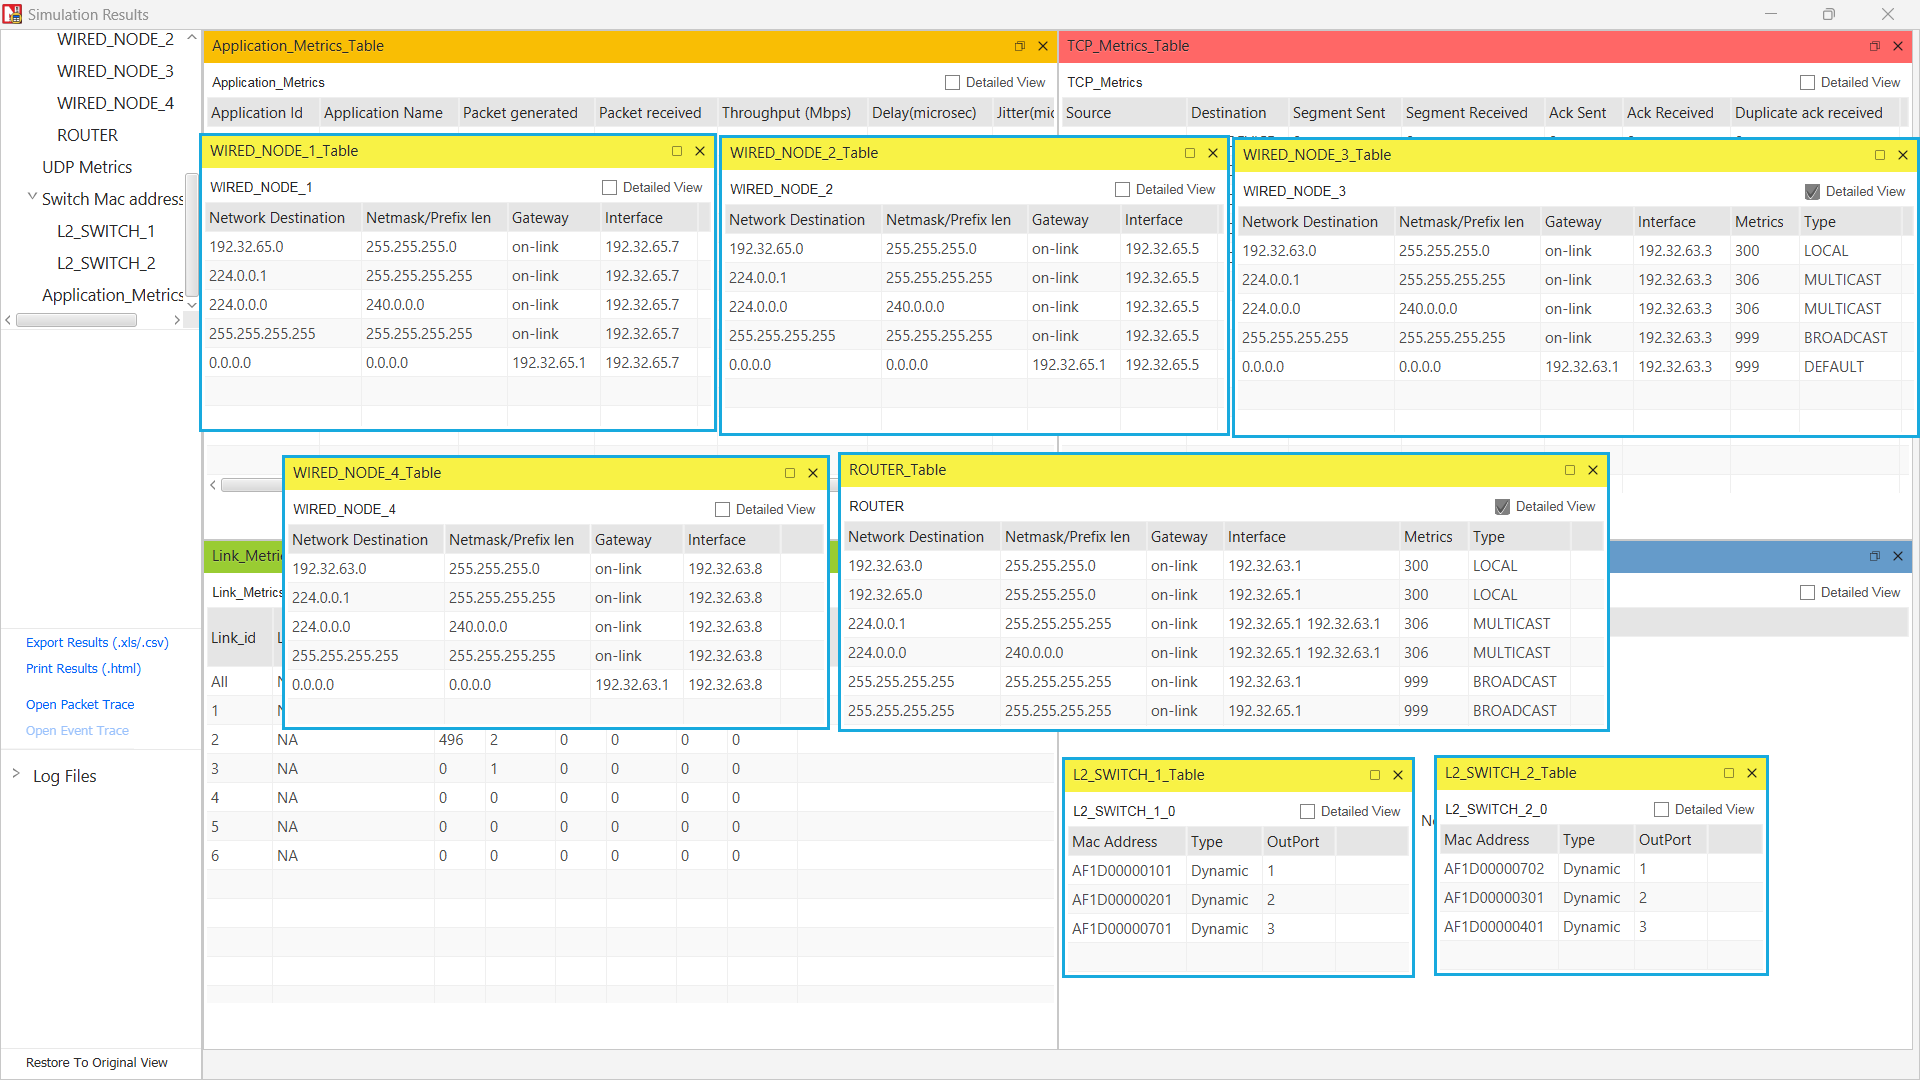 Simulation Results
WIRED_NODE_2
WIRED_NODE_3
WIRED_NODE_4
ROUTER
UDP Metrics
Switch Mac address
L2_SWITCH_1
L2_SWITCH_2
Application_Metrics
Export Results (.xls/.csv)
Print Results (.html)
Open Packet Trace
Open Event Trace
Log Files
Restore To Original View
Application_Metrics_Table
Application_Metrics Detailed View
Application Id Application Name Packet generated Packet received Throughput (Mbps) Delay(microsec) Jitter(mic
TCP_Metrics_Table
TCP_Metrics Detailed View
Source Destination Segment Sent Segment Received Ack Sent Ack Received Duplicate ack received
WIRED_NODE_1_Table
WIRED_NODE_1 Detailed View
Network Destination Netmask/Prefix len Gateway Interface
192.32.65.0 255.255.255.0 on-link 192.32.65.7
224.0.0.1 255.255.255.255 on-link 192.32.65.7
224.0.0.0 240.0.0.0 on-link 192.32.65.7
255.255.255.255 255.255.255.255 on-link 192.32.65.7
0.0.0.0 0.0.0.0 192.32.65.1 192.32.65.7
WIRED_NODE_2_Table
WIRED_NODE_2 Detailed View
Network Destination Netmask/Prefix len Gateway Interface
192.32.65.0 255.255.255.0 on-link 192.32.65.5
224.0.0.1 255.255.255.255 on-link 192.32.65.5
224.0.0.0 240.0.0.0 on-link 192.32.65.5
255.255.255.255 255.255.255.255 on-link 192.32.65.5
0.0.0.0 0.0.0.0 192.32.65.1 192.32.65.5
WIRED_NODE_3_Table
WIRED_NODE_3 Detailed View
Network Destination Netmask/Prefix len Gateway Interface Metrics Type
192.32.63.0 255.255.255.0 on-link 192.32.63.3 300 LOCAL
224.0.0.1 255.255.255.255 on-link 192.32.63.3 306 MULTICAST
224.0.0.0 240.0.0.0 on-link 192.32.63.3 306 MULTICAST
255.255.255.255 255.255.255.255 on-link 192.32.63.3 999 BROADCAST
0.0.0.0 0.0.0.0 192.32.63.1 192.32.63.3 999 DEFAULT
WIRED_NODE_4_Table
WIRED_NODE_4 Detailed View
Network Destination Netmask/Prefix len Gateway Interface
192.32.63.0 255.255.255.0 on-link 192.32.63.8
224.0.0.1 255.255.255.255 on-link 192.32.63.8
224.0.0.0 240.0.0.0 on-link 192.32.63.8
255.255.255.255 255.255.255.255 on-link 192.32.63.8
0.0.0.0 0.0.0.0 192.32.63.1 192.32.63.8
ROUTER_Table
ROUTER Detailed View
Network Destination Netmask/Prefix len Gateway Interface Metrics Type
192.32.63.0 255.255.255.0 on-link 192.32.63.1 300 LOCAL
192.32.65.0 255.255.255.0 on-link 192.32.65.1 300 LOCAL
224.0.0.1 255.255.255.255 on-link 192.32.65.1 192.32.63.1 306 MULTICAST
224.0.0.0 240.0.0.0 on-link 192.32.65.1 192.32.63.1 306 MULTICAST
255.255.255.255 255.255.255.255 on-link 192.32.63.1 999 BROADCAST
255.255.255.255 255.255.255.255 on-link 192.32.65.1 999 BROADCAST
Link_Metri
Link_Metrics
Link_id
All
1
2 NA 496 2 0 0 0 0
3 NA 0 1 0 0 0 0
4 NA 0 0 0 0 0 0
5 NA 0 0 0 0 0 0
6 NA 0 0 0 0 0 0
Detailed View
L2_SWITCH_1_Table
L2_SWITCH_1_0 Detailed View
Mac Address Type OutPort
AF1D00000101 Dynamic 1
AF1D00000201 Dynamic 2
AF1D00000701 Dynamic 3
L2_SWITCH_2_Table
L2_SWITCH_2_0 Detailed View
Mac Address Type OutPort
AF1D00000702 Dynamic 1
AF1D00000301 Dynamic 2
AF1D00000401 Dynamic 3